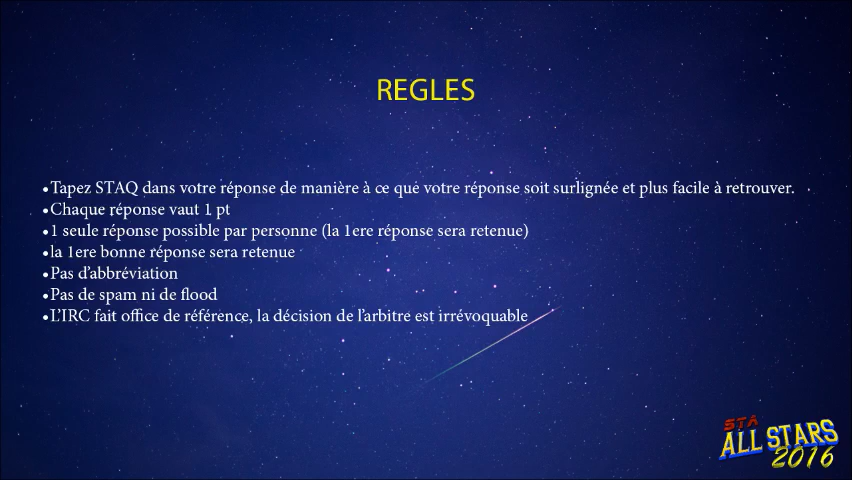 REGLES
•Tapez STAQ dans votre réponse de manière à ce que votre réponse soit surlignée et plus facile à retrouver.
•Chaque réponse vaut 1 pt
•1 seule réponse possible par personne (la 1ere réponse sera retenue)
•la 1ere bonne réponse sera retenue
•Pas d'abbréviation
•Pas de spam ni de flood
•L'IRC fait office de référence, la décision de l'arbitre est irrévoquable
STA
ALL STARS
2016